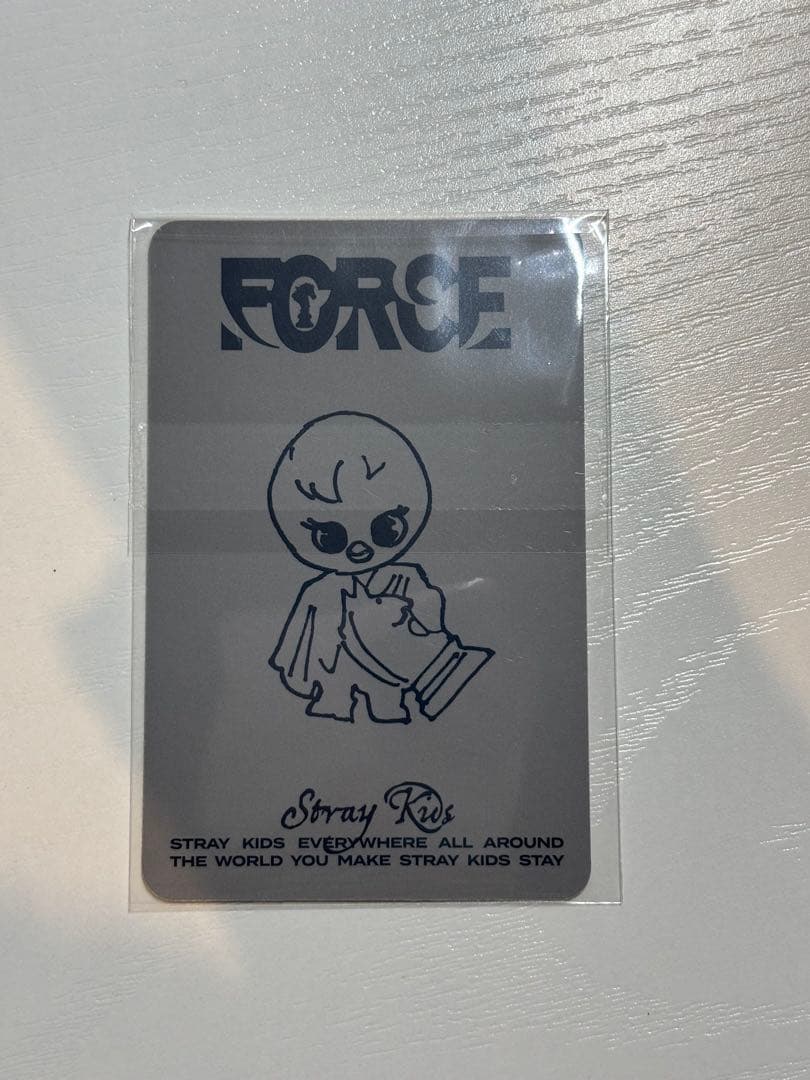 FORCE
Stray Kids
STRAY KIDS EVERYWHERE ALL AROUND
THE WORLD YOU MAKE STRAY KIDS STAY